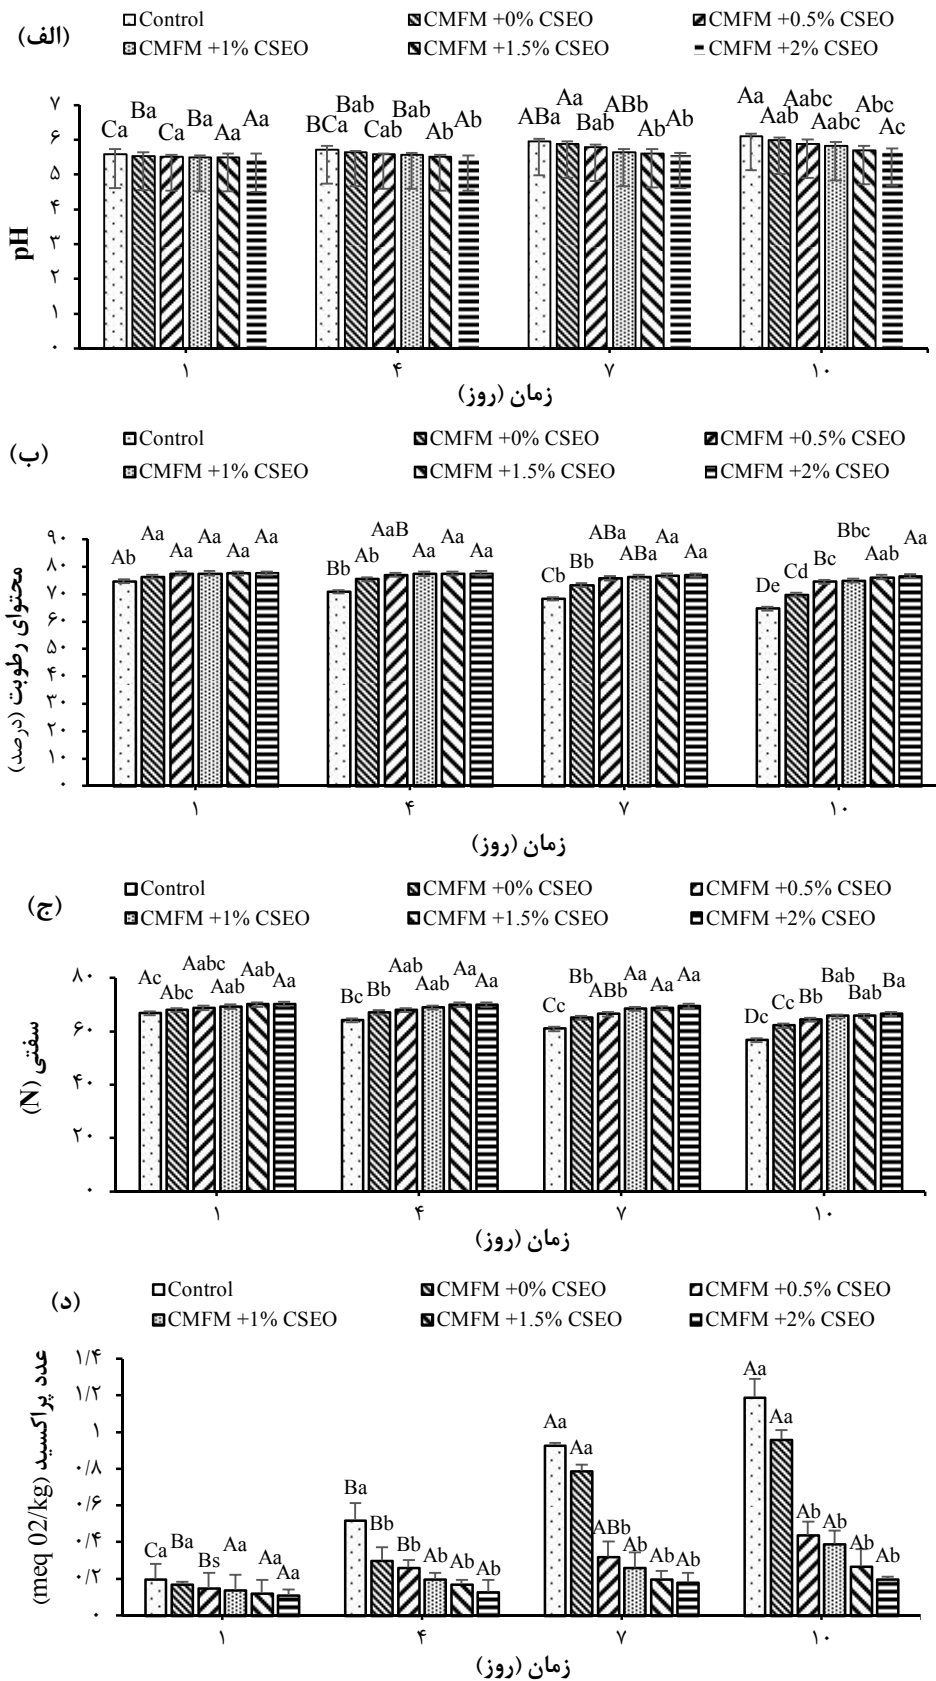 (الف)
Control CMFM +0% CSEO CMFM +0.5% CSEO
CMFM +1% CSEO CMFM +1.5% CSEO CMFM +2% CSEO
Ca Ba Ca Ba Aa Aa
BCa Bab Cab Bab Ab Ab
ABa Aa Bab ABb Ab Ab
Aa Aab Aabc Aabc Abc Ac
۷
۶
۵
۴
۳
۲
۱
۰
pH
۱ ۴ ۷ ۱۰
زمان (روز)
(ب)
Control CMFM +0% CSEO CMFM +0.5% CSEO
CMFM +1% CSEO CMFM +1.5% CSEO CMFM +2% CSEO
Ab Aa Aa Aa Aa Aa
Bb Ab AaB Aa Aa Aa
Cb Bb ABa ABa Aa Aa
De Cd Bc Bbc Aab Aa
۹۰
۸۰
۷۰
۶۰
۵۰
۴۰
۳۰
۲۰
۱۰
۰
محتوای رطوبت (درصد)
۱ ۴ ۷ ۱۰
زمان (روز)
(ج)
Control CMFM +0% CSEO CMFM +0.5% CSEO
CMFM +1% CSEO CMFM +1.5% CSEO CMFM +2% CSEO
Ac Abc Aabc Aab Aab Aa
Bc Bb Aab Aab Aa Aa
Cc Bb ABb Aa Aa Aa
Dc Cc Bb Bab Bab Ba
۸۰
۶۰
۴۰
۲۰
۰
سفتی (N)
۱ ۴ ۷ ۱۰
زمان (روز)
(د)
Control CMFM +0% CSEO CMFM +0.5% CSEO
CMFM +1% CSEO CMFM +1.5% CSEO CMFM +2% CSEO
Ca Ba Bs Aa Aa Aa
Ba Bb Bb Ab Ab Ab
Aa Aa ABb Ab Ab Ab
Aa Aa Ab Ab Ab Ab
۱/۴
۱/۲
۱
۰/۸
۰/۶
۰/۴
۰/۲
۰
عدد پراکسید (meq 02/kg)
۱ ۴ ۷ ۱۰
زمان (روز)